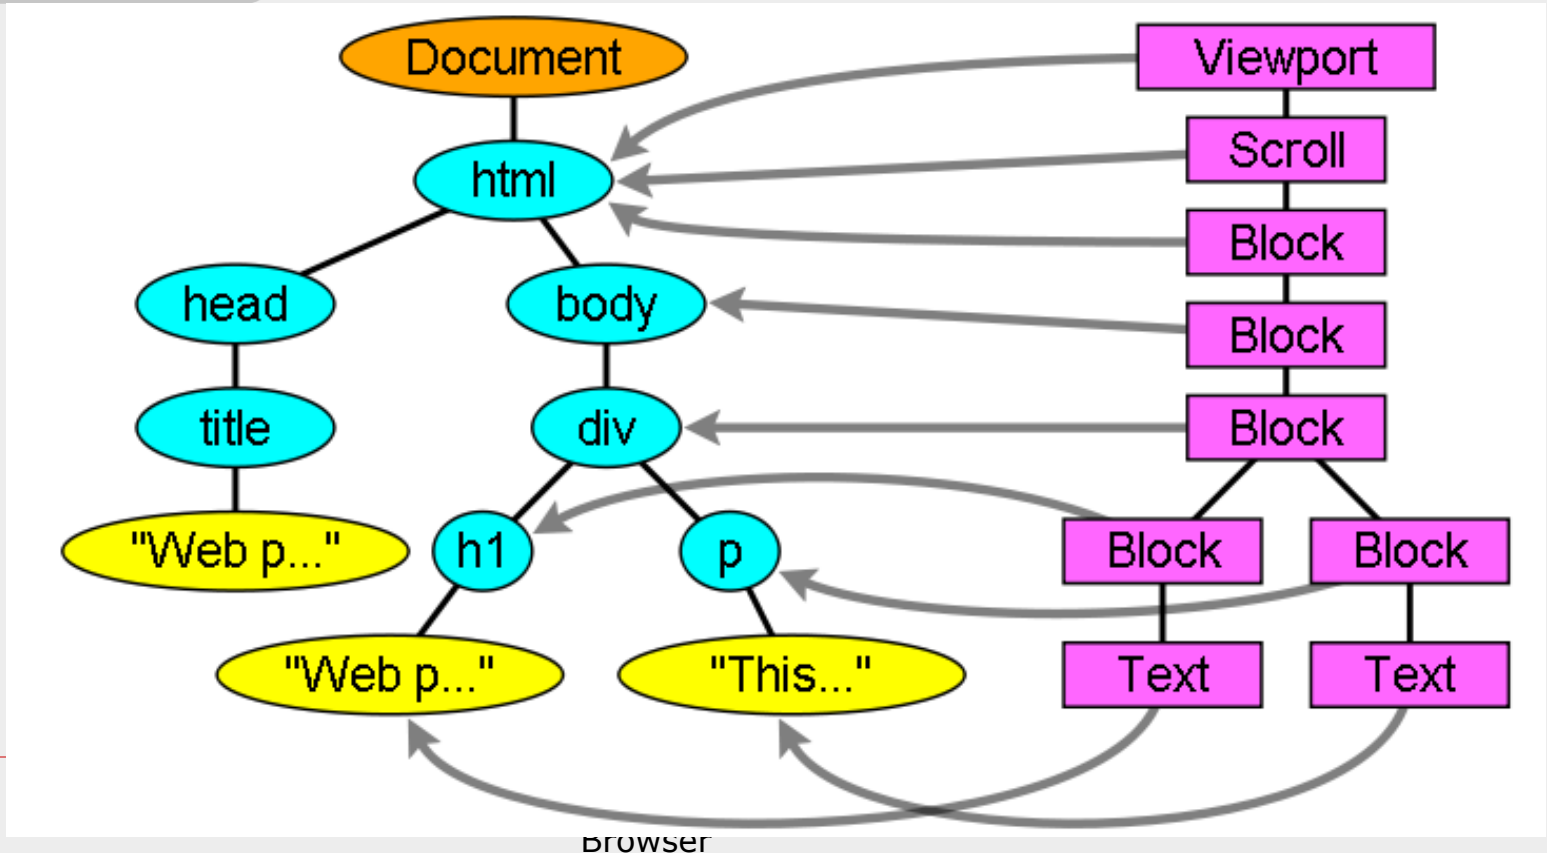 Document
Viewport
html
Scroll
Block
head
body
Block
title
div
Block
"Web p..."
h1
p
Block
Block
"Web p..."
"This..."
Text
Text
Browser